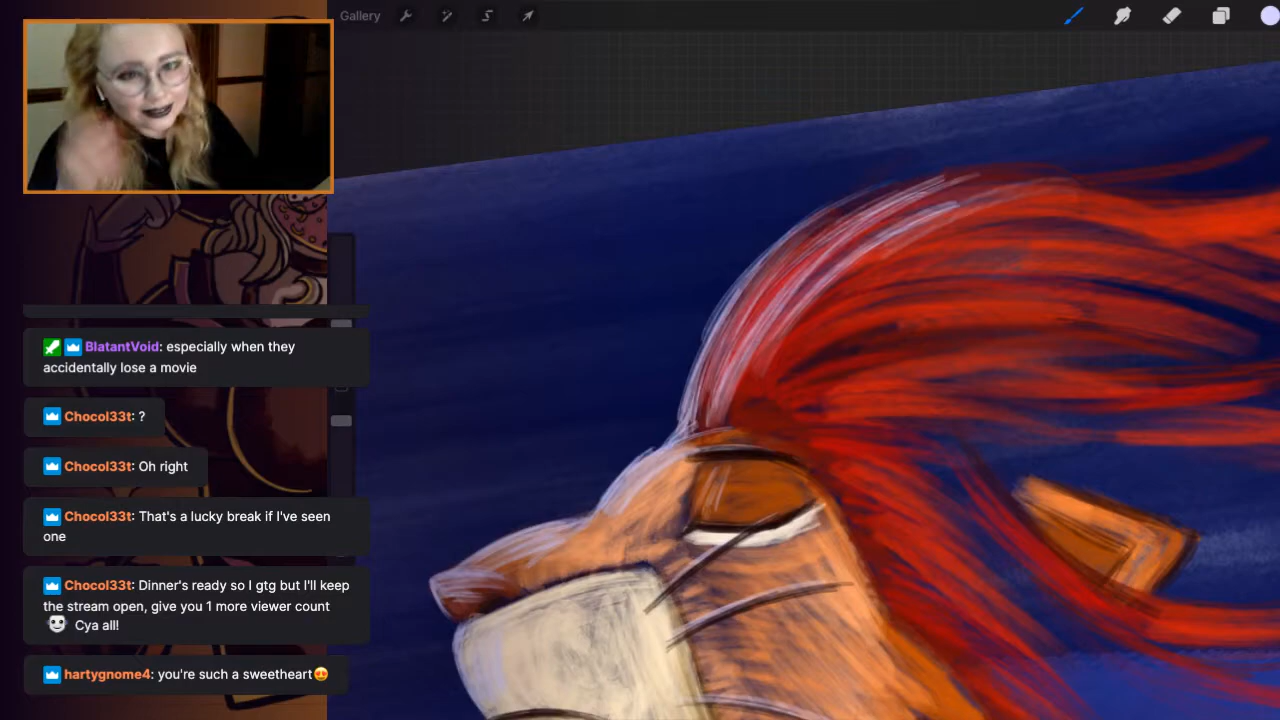 Gallery
BlatantVoid: especially when they
accidentally lose a movie
Chocol33t: ?
Chocol33t: Oh right
Chocol33t: That's a lucky break if I've seen
one
Chocol33t: Dinner's ready so I gtg but I'll keep
the stream open, give you 1 more viewer count
Cya all!
hartygnome4: you're such a sweetheart😍